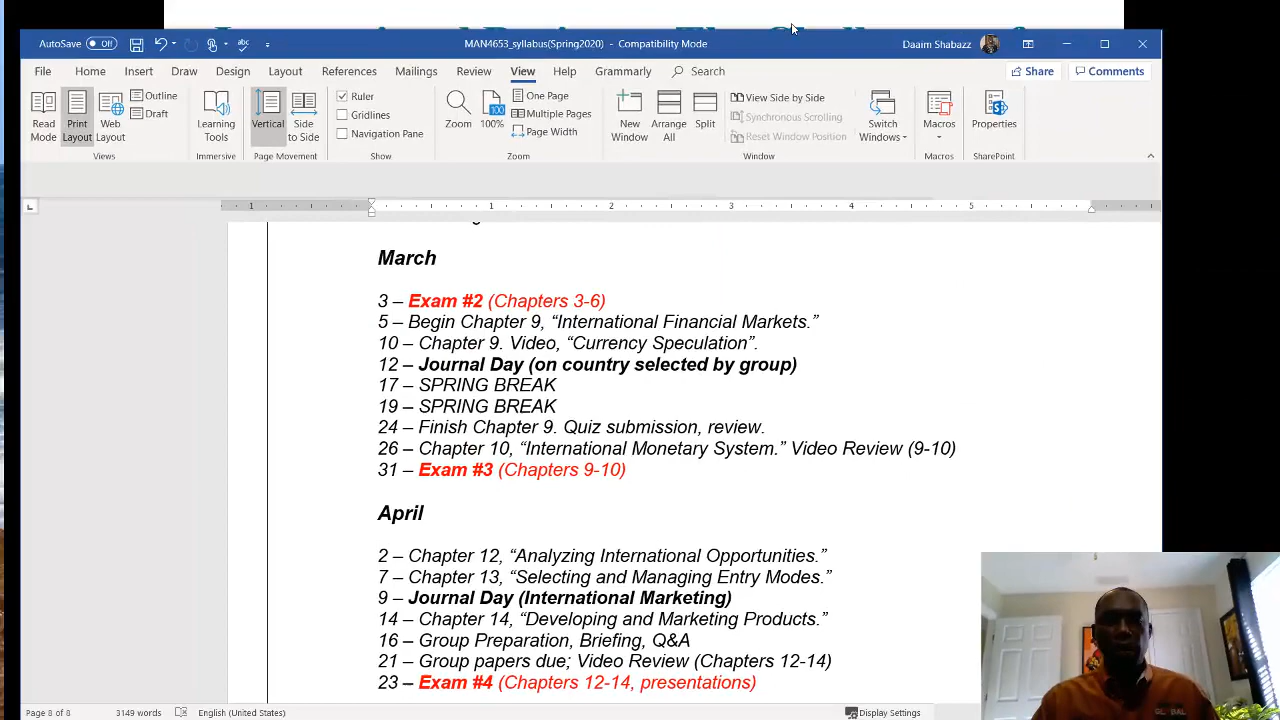 AutoSave Off MAN4653_syllabus(Spring2020) - Compatibility Mode Daaim Shabazz
File Home Insert Draw Design Layout References Mailings Review View Help Grammarly Search Share Comments
Read Mode
Print Layout
Web Layout
Outline
Draft
Views
Learning Tools
Immersive
Vertical
Side to Side
Page Movement
Ruler
Gridlines
Navigation Pane
Show
Zoom
100
100%
One Page
Multiple Pages
Page Width
Zoom
New Window
Arrange All
Split
View Side by Side
Synchronous Scrolling
Reset Window Position
Switch Windows
Window
Macros
Macros
Properties
SharePoint
1 1 2 3 4 5
March
3 – Exam #2 (Chapters 3-6)
5 – Begin Chapter 9, “International Financial Markets.”
10 – Chapter 9. Video, “Currency Speculation”.
12 – Journal Day (on country selected by group)
17 – SPRING BREAK
19 – SPRING BREAK
24 – Finish Chapter 9. Quiz submission, review.
26 – Chapter 10, “International Monetary System.” Video Review (9-10)
31 – Exam #3 (Chapters 9-10)
April
2 – Chapter 12, “Analyzing International Opportunities.”
7 – Chapter 13, “Selecting and Managing Entry Modes.”
9 – Journal Day (International Marketing)
14 – Chapter 14, “Developing and Marketing Products.”
16 – Group Preparation, Briefing, Q&A
21 – Group papers due; Video Review (Chapters 12-14)
23 – Exam #4 (Chapters 12-14, presentations)
GLOBAL
Page 8 of 8 3149 words English (United States) Display Settings